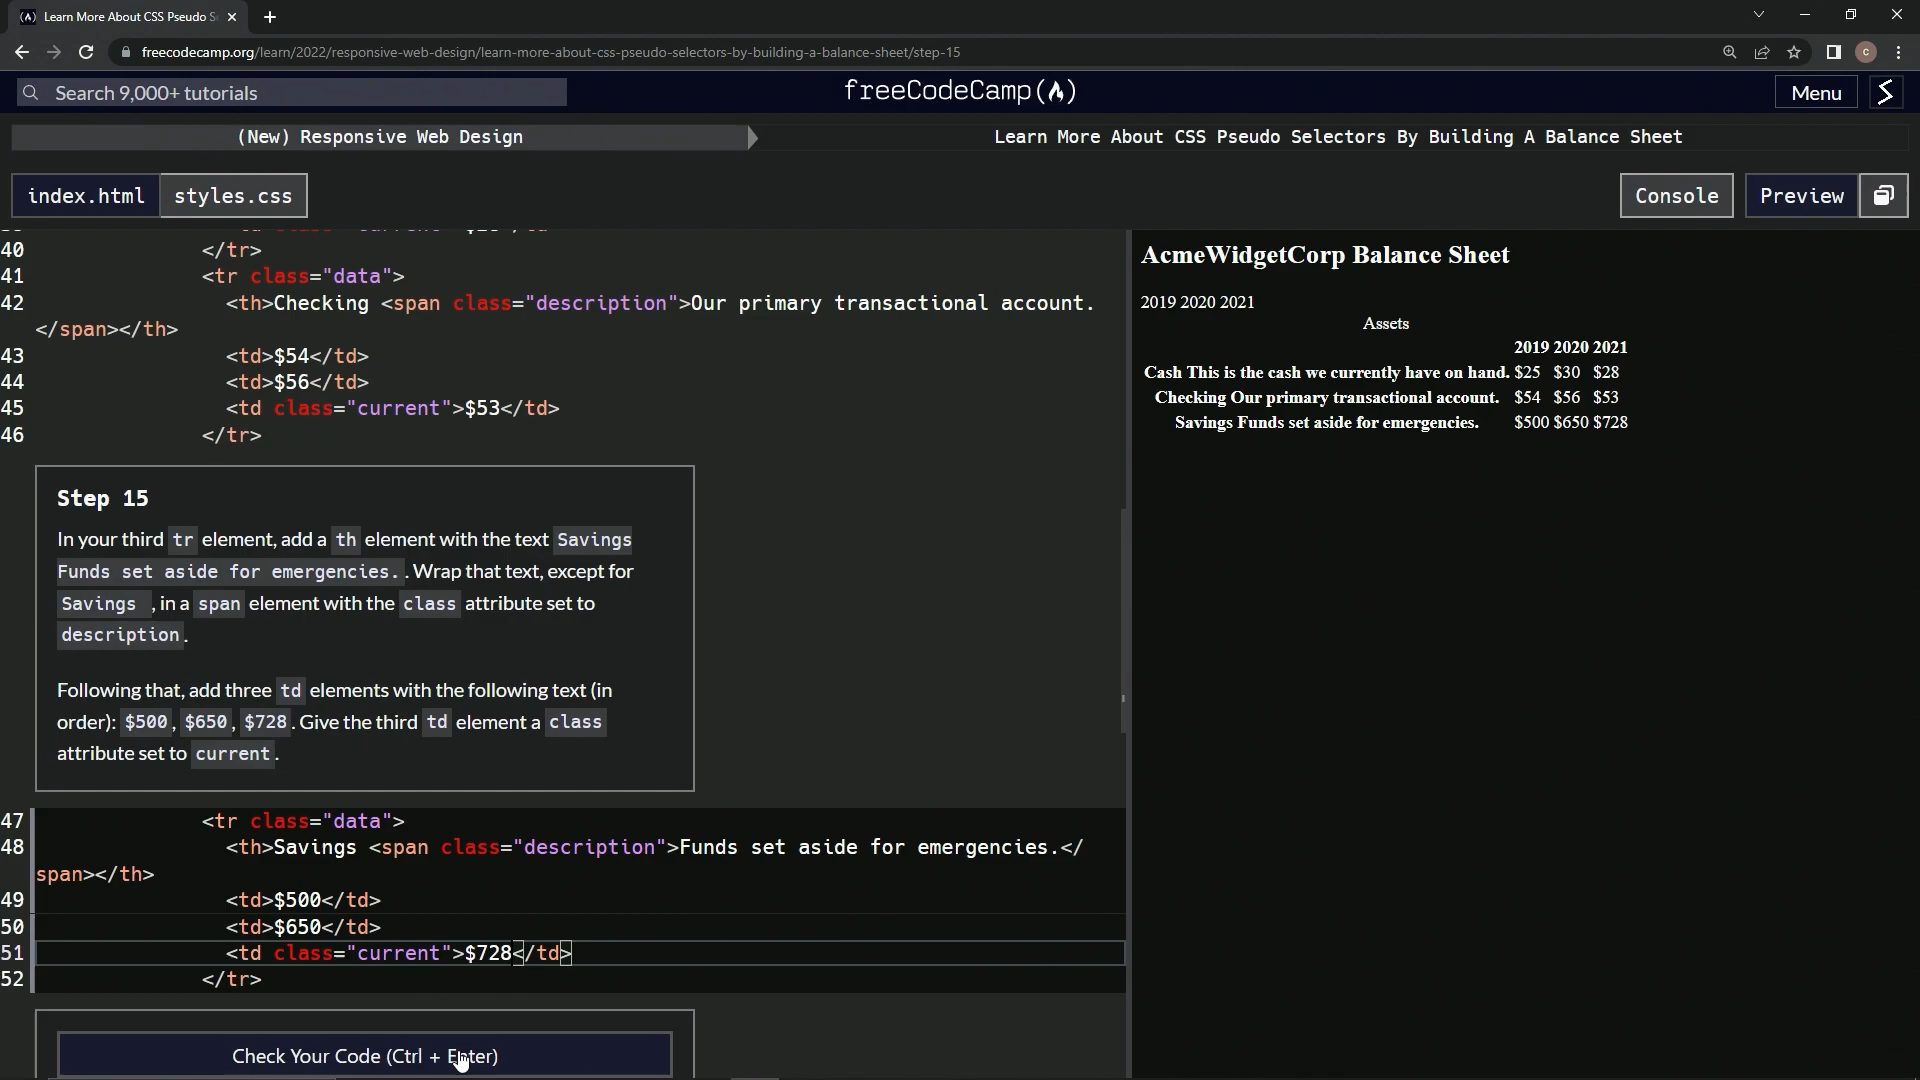 Learn More About CSS Pseudo S
freecodecamp.org/learn/2022/responsive-web-design/learn-more-about-css-pseudo-selectors-by-building-a-balance-sheet/step-15
C
Search 9,000+ tutorials
freeCodeCamp
Menu
(New) Responsive Web Design
Learn More About CSS Pseudo Selectors By Building A Balance Sheet
index.html
styles.css
Console
Preview
40 </tr>
41 <tr class="data">
42 <th>Checking <span class="description">Our primary transactional account.
</span></th>
43 <td>$54</td>
44 <td>$56</td>
45 <td class="current">$53</td>
46 </tr>
Step 15
In your third tr element, add a th element with the text Savings
Funds set aside for emergencies. . Wrap that text, except for
Savings , in a span element with the class attribute set to
description .
Following that, add three td elements with the following text (in
order): $500 , $650 , $728 . Give the third td element a class
attribute set to current .
47 <tr class="data">
48 <th>Savings <span class="description">Funds set aside for emergencies.</
span></th>
49 <td>$500</td>
50 <td>$650</td>
51 <td class="current">$728</td>
52 </tr>
Check Your Code (Ctrl + Enter)
AcmeWidgetCorp Balance Sheet
2019 2020 2021
Assets
2019 2020 2021
Cash This is the cash we currently have on hand. $25 $30 $28
Checking Our primary transactional account. $54 $56 $53
Savings Funds set aside for emergencies. $500 $650 $728